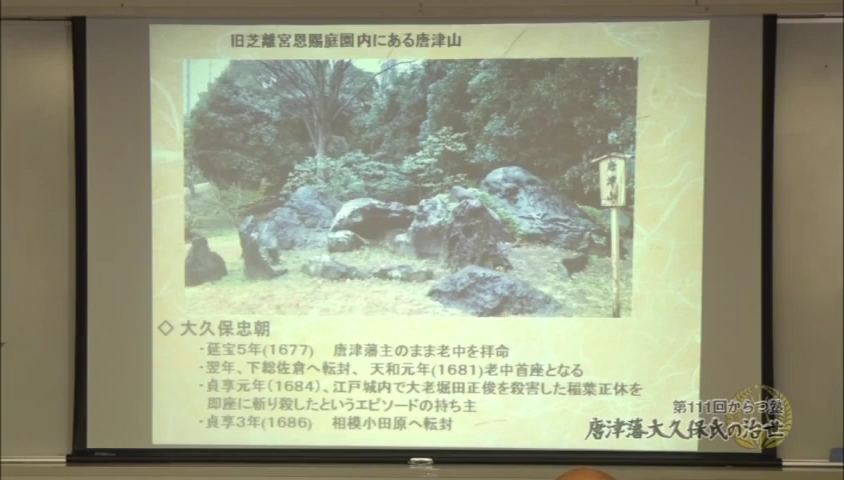 旧芝離宮恩賜庭園内にある唐津山
唐津山
◇ 大久保忠朝
・延宝5年(1677) 唐津藩主のまま老中を拝命
・翌年、下総佐倉へ転封、 天和元年(1681)老中首座となる
・貞享元年(1684)、江戸城内で大老堀田正俊を殺害した稲葉正休を
即座に斬り殺したというエピソードの持ち主
・貞享3年(1686) 相模小田原へ転封
第111回からつ塾
唐津藩大久保氏の治世